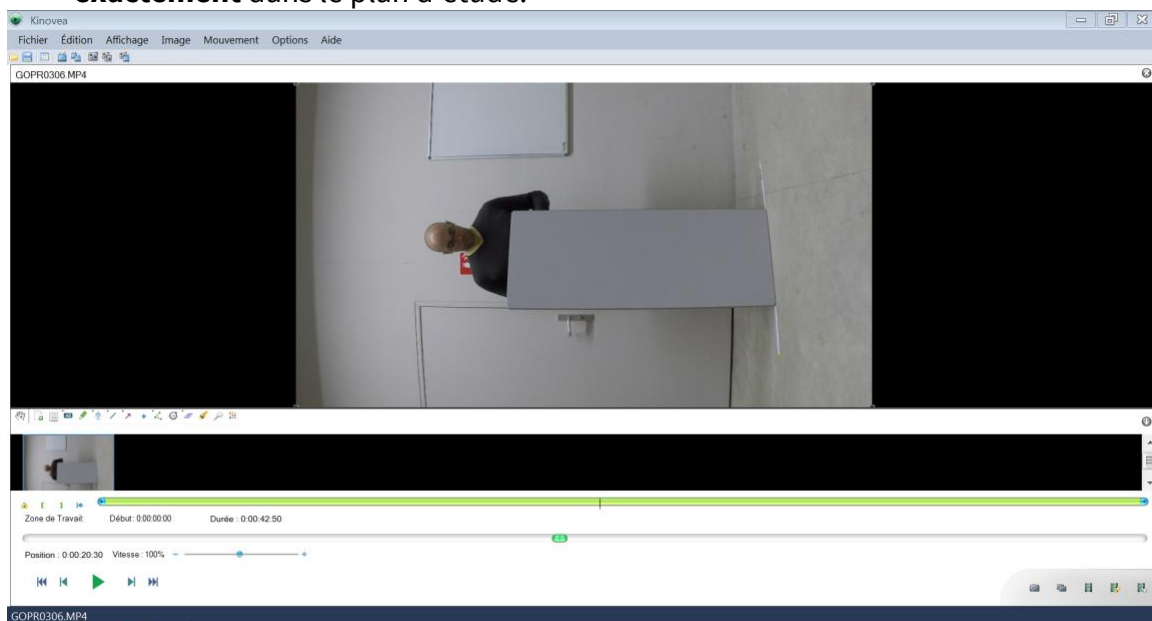 exactement dans le plan d'étude.
Kinovea
Fichier Édition Affichage Image Mouvement Options Aide
GOPR0306.MP4
Zone de Travail: Début : 0:00:00:00 Durée : 0:00:42:50
Position : 0:00:20:30 Vitesse : 100%
GOPR0306.MP4